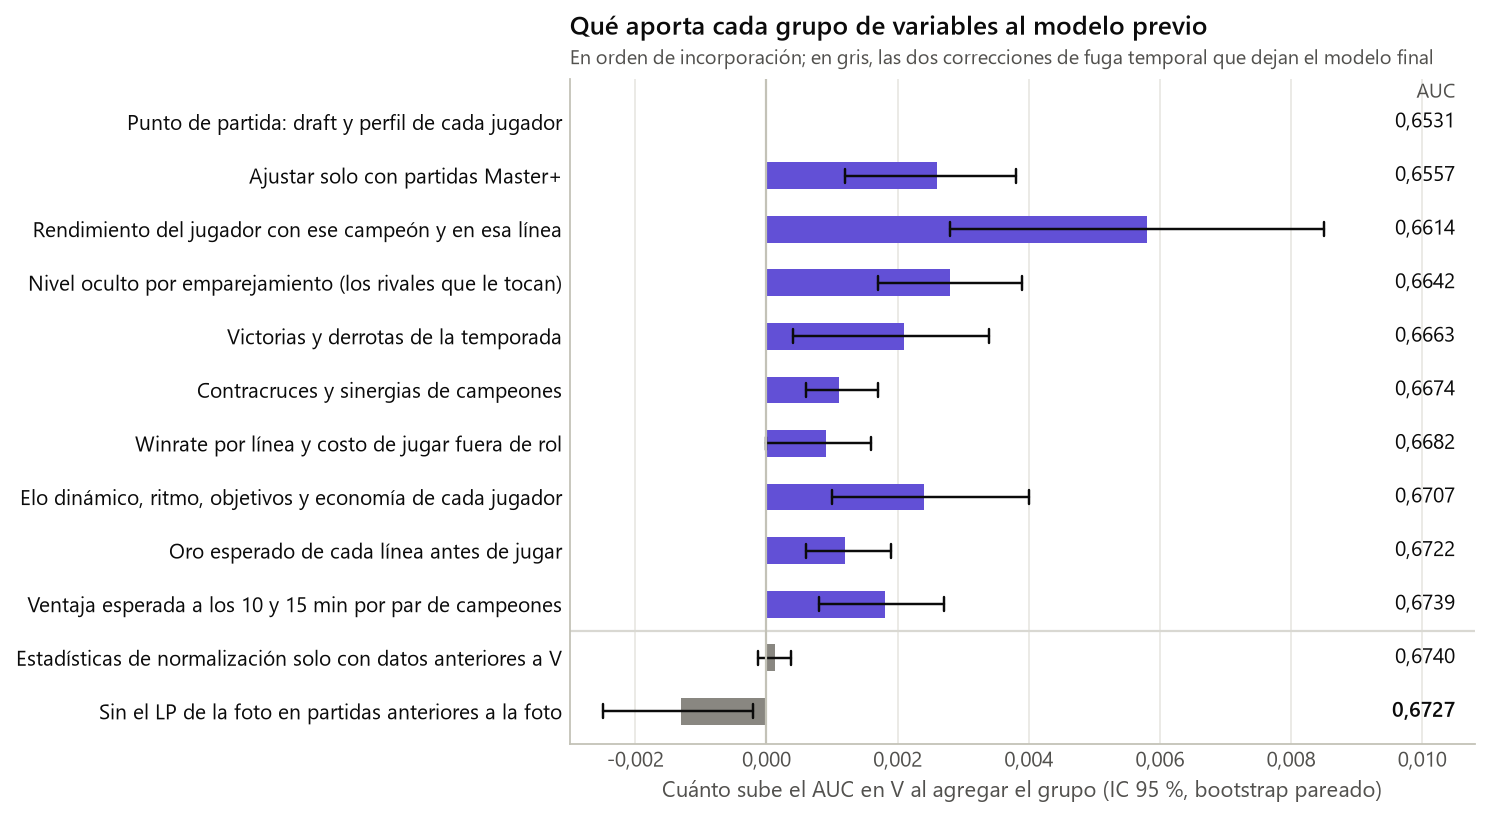 Qué aporta cada grupo de variables al modelo previo
En orden de incorporación; en gris, las dos correcciones de fuga temporal que dejan el modelo final
AUC
Punto de partida: draft y perfil de cada jugador 0,6531
Ajustar solo con partidas Master+ 0,6557
Rendimiento del jugador con ese campeón y en esa línea 0,6614
Nivel oculto por emparejamiento (los rivales que le tocan) 0,6642
Victorias y derrotas de la temporada 0,6663
Contracruces y sinergias de campeones 0,6674
Winrate por línea y costo de jugar fuera de rol 0,6682
Elo dinámico, ritmo, objetivos y economía de cada jugador 0,6707
Oro esperado de cada línea antes de jugar 0,6722
Ventaja esperada a los 10 y 15 min por par de campeones 0,6739
Estadísticas de normalización solo con datos anteriores a V 0,6740
Sin el LP de la foto en partidas anteriores a la foto 0,6727
-0,002 0,000 0,002 0,004 0,006 0,008 0,010
Cuánto sube el AUC en V al agregar el grupo (IC 95 %, bootstrap pareado)